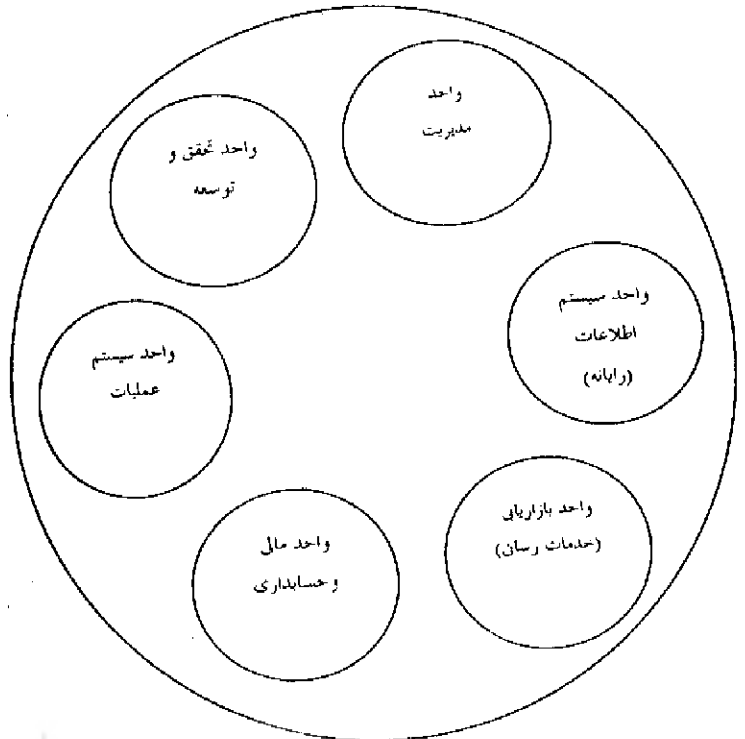 واحد
مدیریت
واحد تحقق و
توسعه
واحد سیستم
اطلاعات
(رایانه)
واحد سیستم
عملیات
واحد بازاریابی
(خدمات رسان)
واحد مالی
و حسابداری